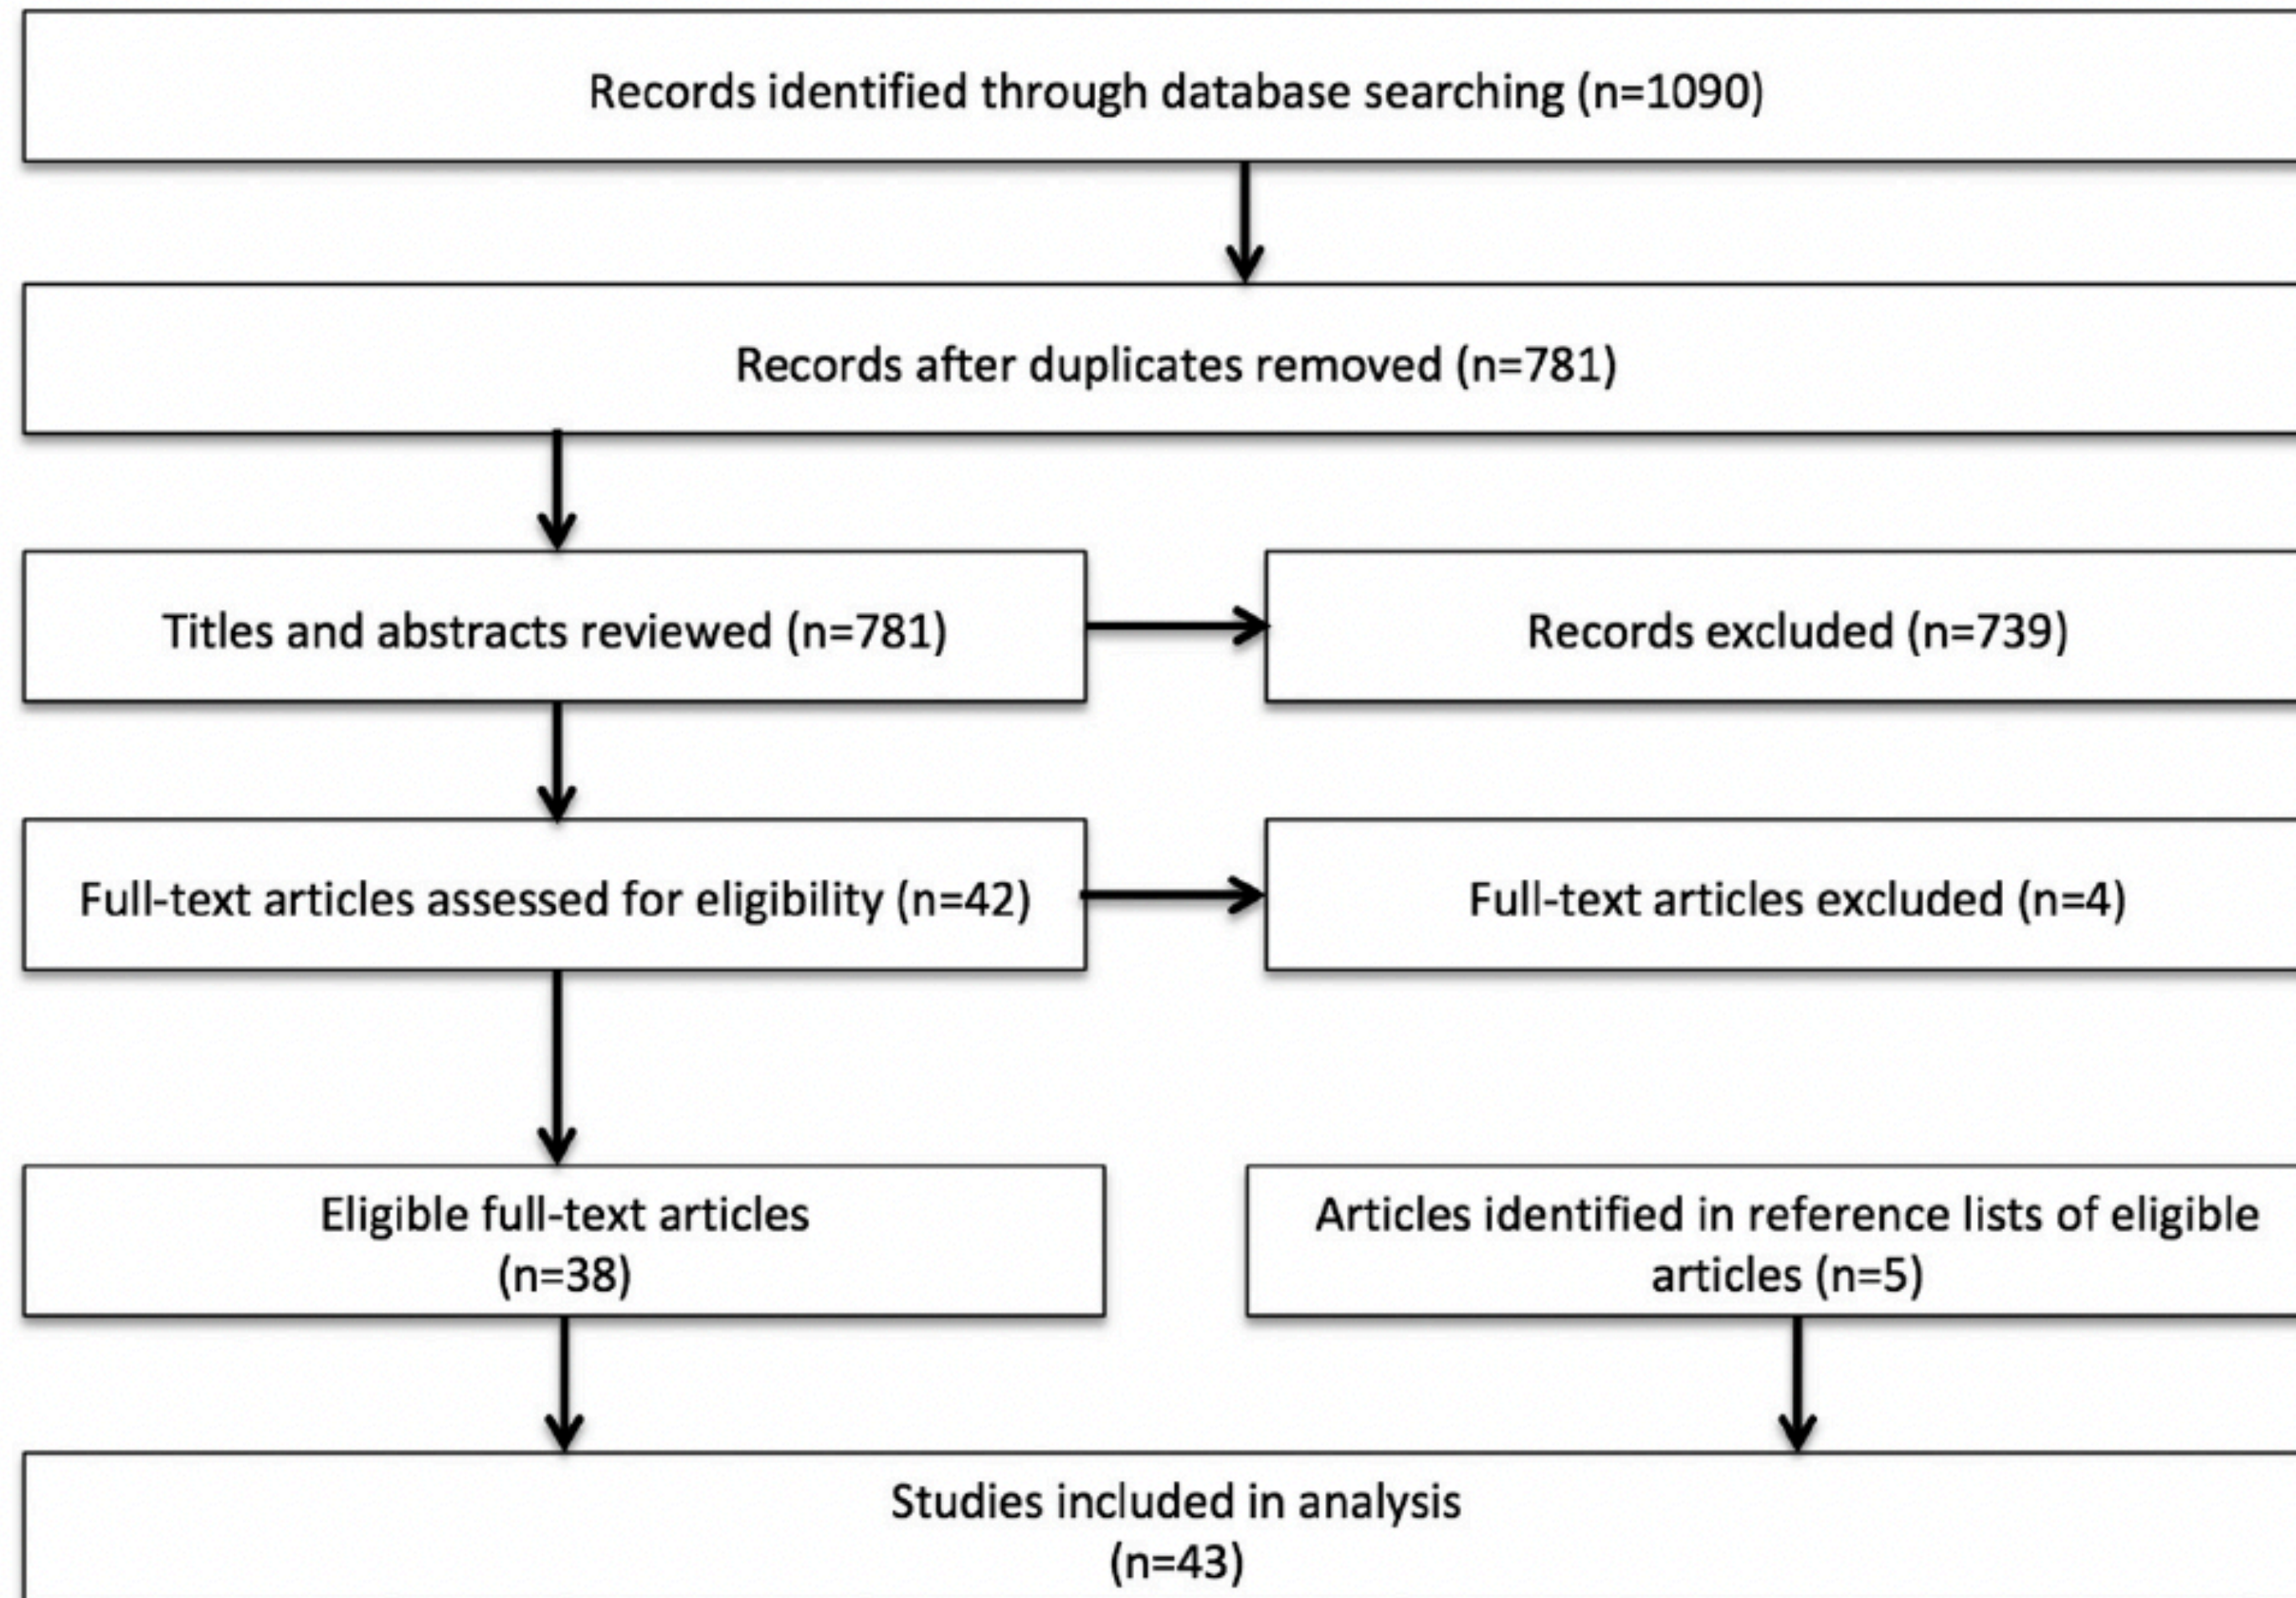 Records identified through database searching (n=1090)
Records after duplicates removed (n=781)
Titles and abstracts reviewed (n=781)
Records excluded (n=739)
Full-text articles assessed for eligibility (n=42)
Full-text articles excluded (n=4)
Eligible full-text articles
(n=38)
Articles identified in reference lists of eligible
articles (n=5)
Studies included in analysis
(n=43)